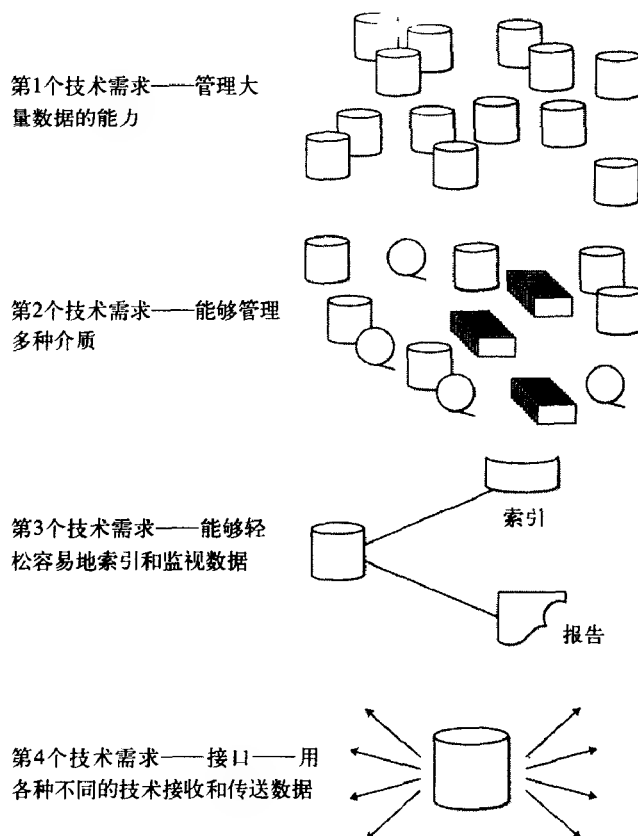 第1个技术需求——管理大
量数据的能力
第2个技术需求——能够管理
多种介质
第3个技术需求——能够轻
松容易地索引和监视数据
索引
报告
第4个技术需求——接口——用
各种不同的技术接收和传送数据